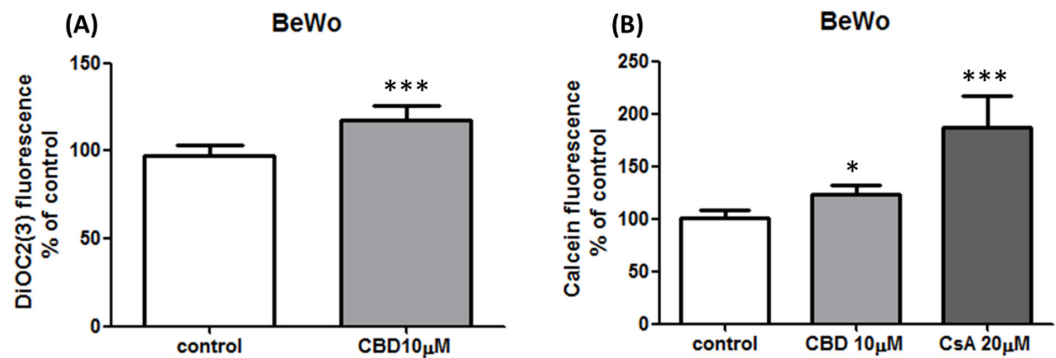 (A)
BeWo
DiOC2(3) fluorescence
% of control
150
100
50
0
***
control
CBD10µM
(B)
BeWo
Calcein fluorescence
% of control
250
200
150
100
50
0
*
***
control
CBD 10µM
CsA 20µM